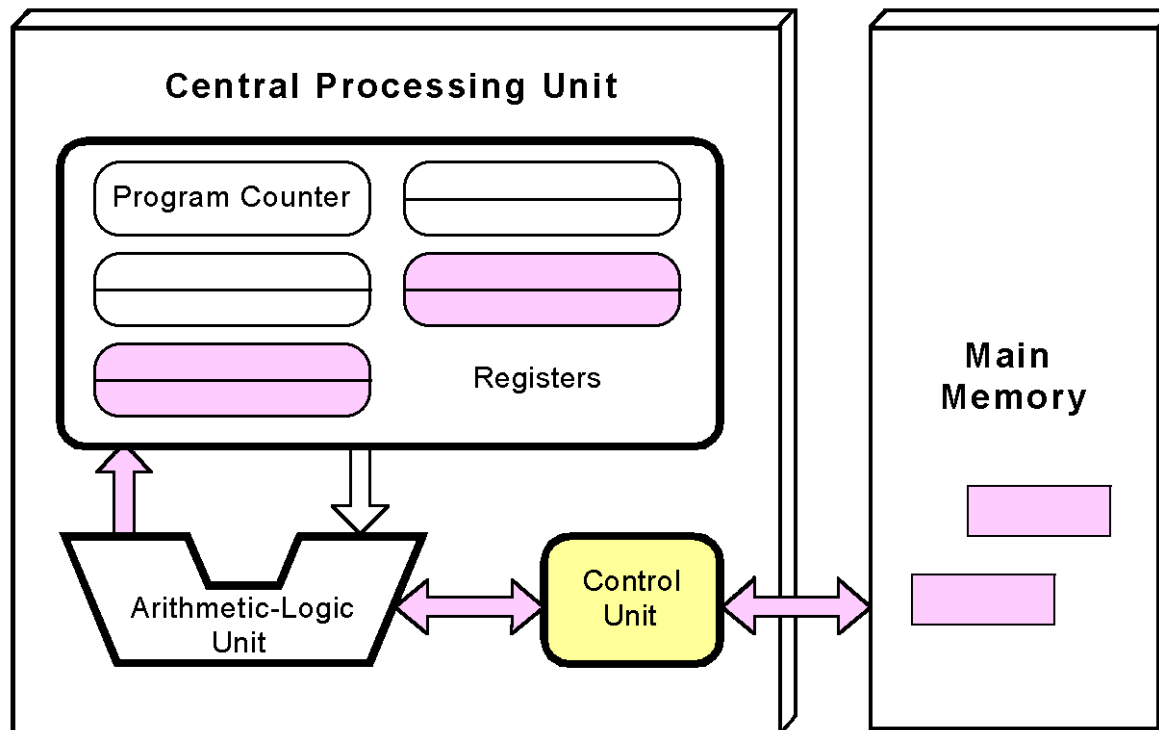 Central Processing Unit
Program Counter
Registers
Arithmetic-Logic
Unit
Control
Unit
Main
Memory